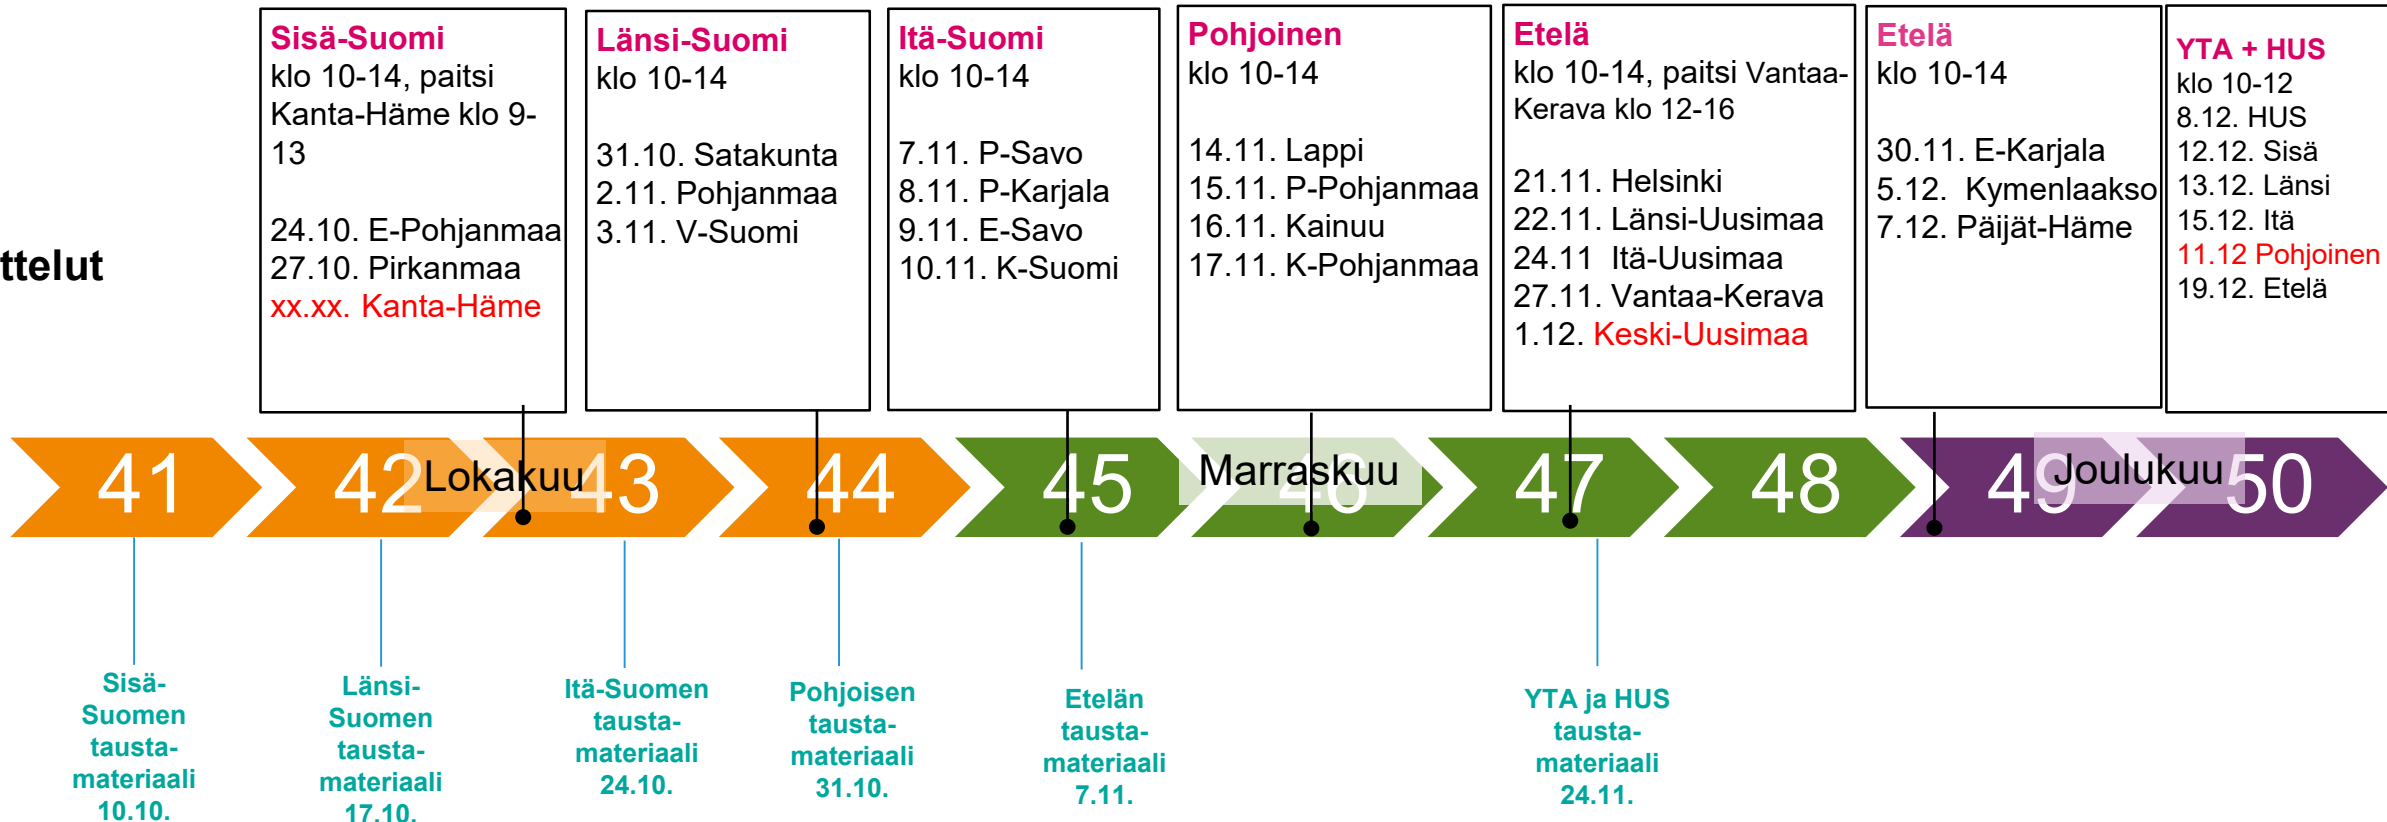 ttelut
Sisä-Suomi
klo 10-14, paitsi
Kanta-Häme klo 9-
13
24.10. E-Pohjanmaa
27.10. Pirkanmaa
xx.xx. Kanta-Häme
Länsi-Suomi
klo 10-14
31.10. Satakunta
2.11. Pohjanmaa
3.11. V-Suomi
Itä-Suomi
klo 10-14
7.11. P-Savo
8.11. P-Karjala
9.11. E-Savo
10.11. K-Suomi
Pohjoinen
klo 10-14
14.11. Lappi
15.11. P-Pohjanmaa
16.11. Kainuu
17.11. K-Pohjanmaa
Etelä
klo 10-14, paitsi Vantaa-
Kerava klo 12-16
21.11. Helsinki
22.11. Länsi-Uusimaa
24.11 Itä-Uusimaa
27.11. Vantaa-Kerava
1.12. Keski-Uusimaa
Etelä
klo 10-14
30.11. E-Karjala
5.12. Kymenlaakso
7.12. Päijät-Häme
YTA + HUS
klo 10-12
8.12. HUS
12.12. Sisä
13.12. Länsi
15.12. Itä
11.12 Pohjoinen
19.12. Etelä
41
42
Lokakuu
43
44
45
Marraskuu
46
47
48
49
Joulukuu
50
Sisä-
Suomen
tausta-
materiaali
10.10.
Länsi-
Suomen
tausta-
materiaali
17.10.
Itä-Suomen
tausta-
materiaali
24.10.
Pohjoisen
tausta-
materiaali
31.10.
Etelän
tausta-
materiaali
7.11.
YTA ja HUS
tausta-
materiaali
24.11.